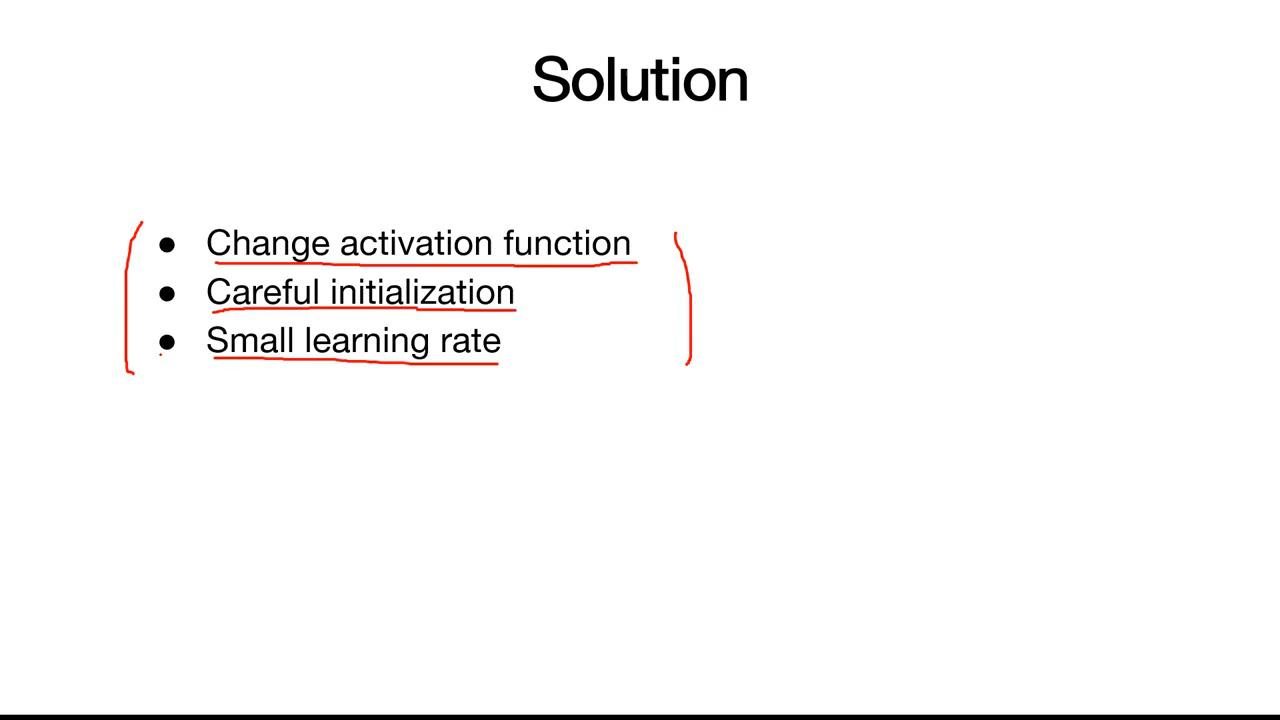 Solution
● Change activation function
● Careful initialization
● Small learning rate